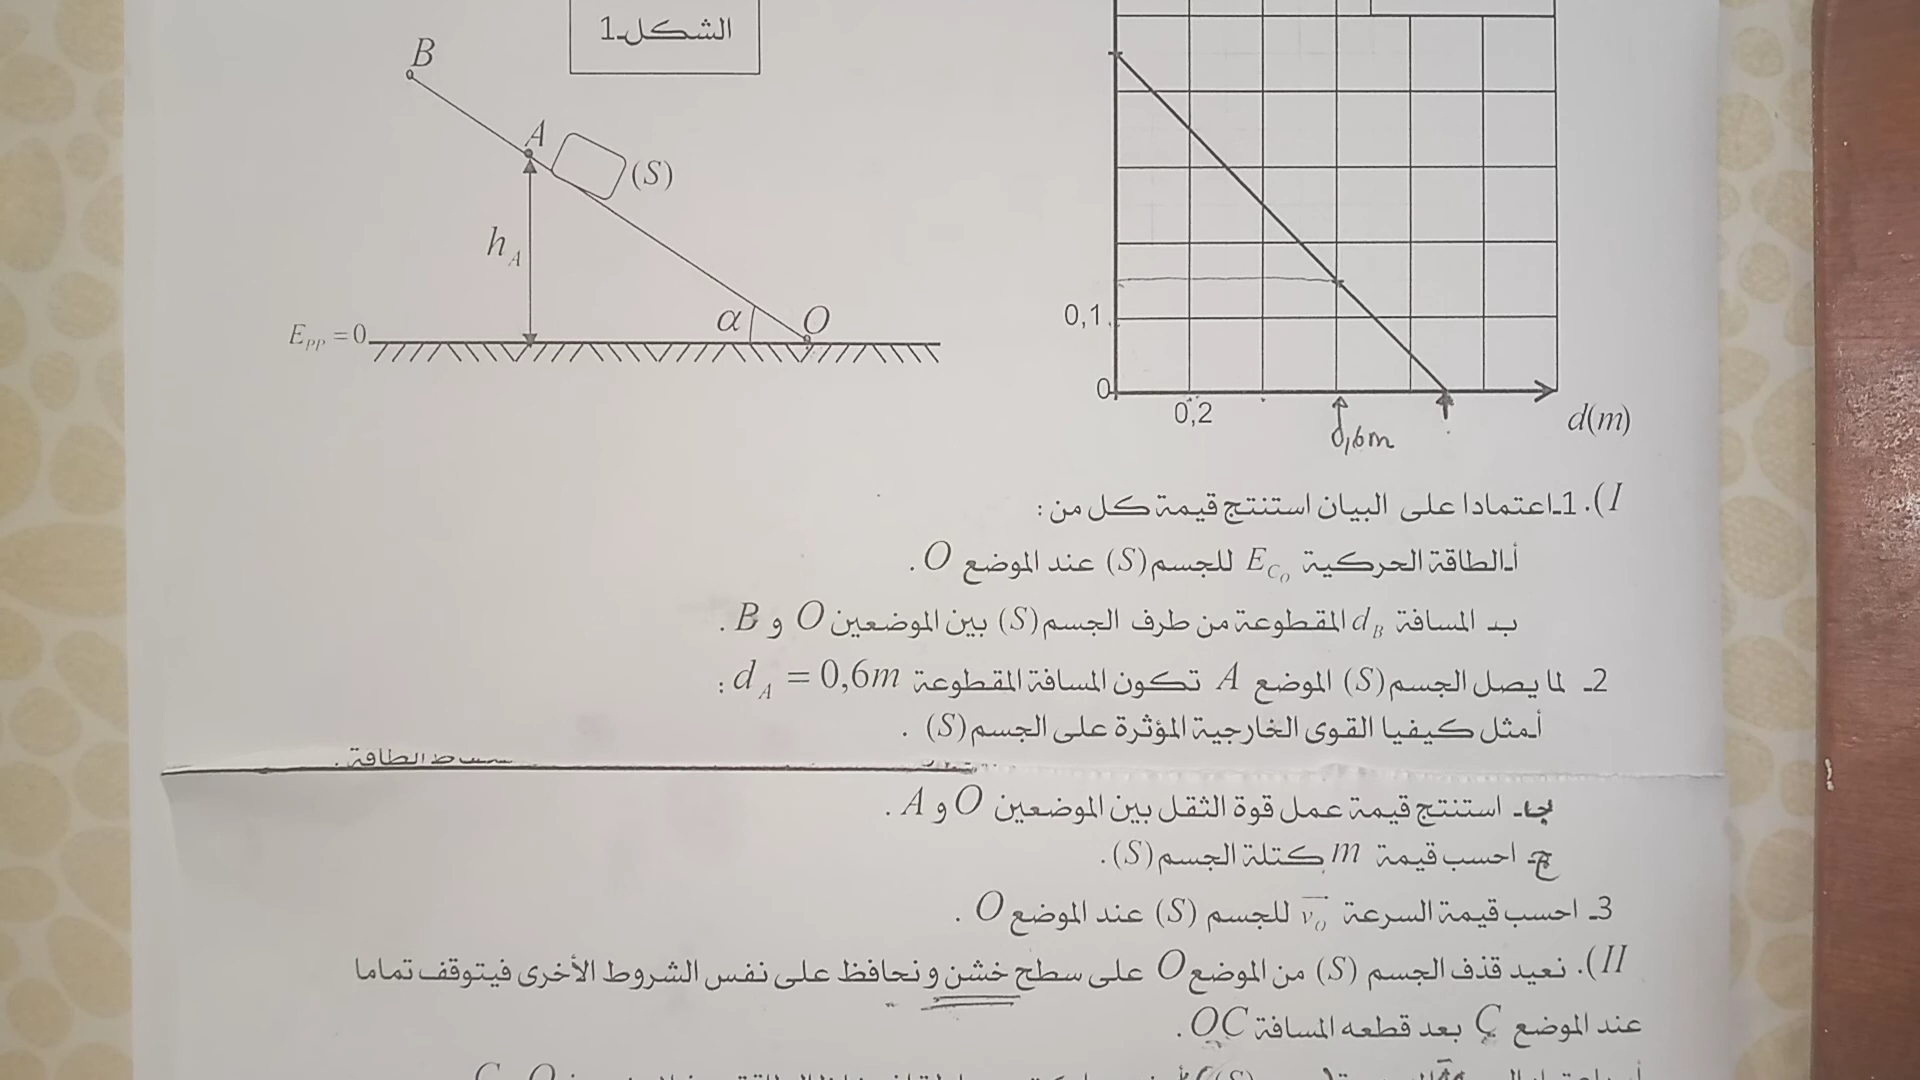 الشكل-1
B
A
(S)
h_A
α
O
E_PP = 0
0,1
0
0,2
0,6m
d(m)
I). 1-اعتمادا على البيان استنتج قيمة كل من :
أ-الطاقة الحركية E_C_O للجسم (S) عند الموضع O .
ب- المسافة d_B المقطوعة من طرف الجسم (S) بين الموضعين O و B .
2- لما يصل الجسم (S) الموضع A تكون المسافة المقطوعة d_A = 0,6m :
أ-مثل كيفيا القوى الخارجية المؤثرة على الجسم (S) .
الطاقة .
ج- استنتج قيمة عمل قوة الثقل بين الموضعين O و A .
احسب قيمة m كتلة الجسم (S).
3- احسب قيمة السرعة v_O للجسم (S) عند الموضع O .
II). نعيد قذف الجسم (S) من الموضع O على سطح خشن و نحافظ على نفس الشروط الأخرى فيتوقف تماما
عند الموضع C بعد قطعه المسافة OC .